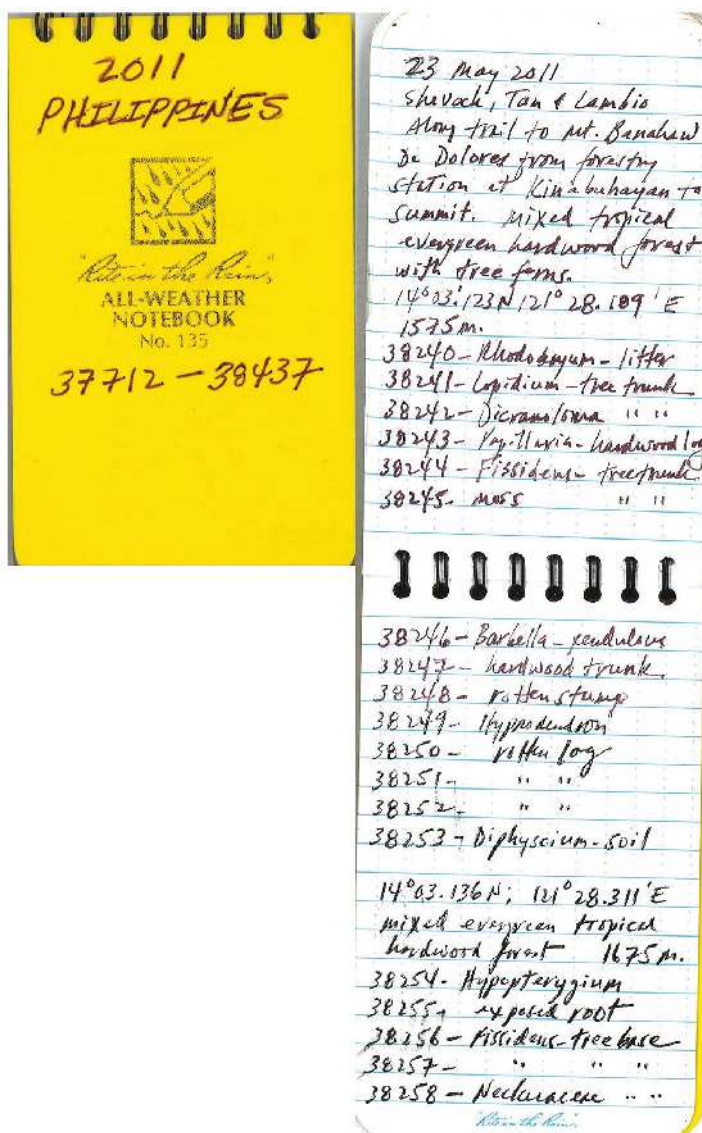 2011
PHILIPPINES
"Rite in the Rain"
ALL-WEATHER
NOTEBOOK
No. 135
37712 - 38437
23 May 2011
Shevock, Tan & Lambio
Along trail to Mt. Banahaw
De Dolores from forestry
station at Kinabuhayan to
summit. Mixed tropical
evergreen hardwood forest
with tree ferns.
14°03.123N 121° 28.189'E
1575m.
38240 - Rhodobryum - litter
38241 - Lopidium - tree trunk
38242 - Dicranoloma " "
38243 - Papillaria - hardwood log
38244 - Fissidens - tree trunk
38245 - moss " "
38246 - Barbella - pendulous
38247 - hardwood trunk
38248 - rotten stump
38249 - Hypnodendron
38250 - rotten log
38251 - " "
38252 - " "
38253 - Diphyscium - soil
14°03.136N; 121°28.311'E
mixed evergreen tropical
hardwood forest 1675m.
38254 - Hypopterygium
38255 - exposed root
38256 - Fissidens - tree base
38257 - " " "
38258 - Neckeraceae " "
"Rite in the Rain"